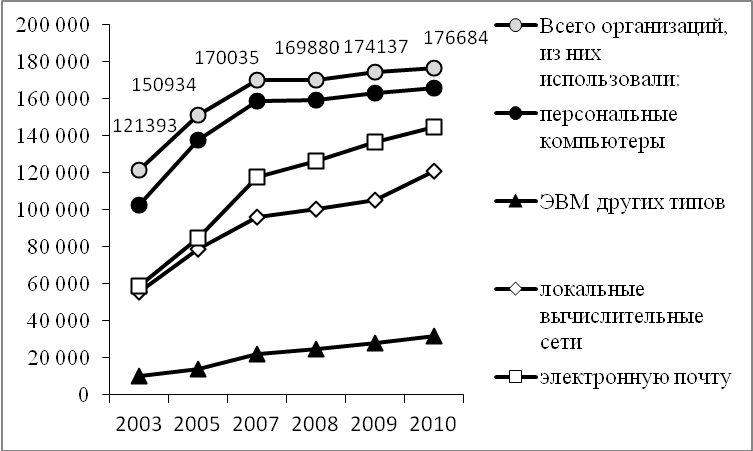 200 000
180 000
160 000
140 000
120 000
100 000
80 000
60 000
40 000
20 000
0
121393
150934
170035
169880
174137
176684
2003
2005
2007
2008
2009
2010
Всего организаций,
из них
использовали:
персональные
компьютеры
ЭВМ других типов
локальные
вычислительные
сети
электронную почту